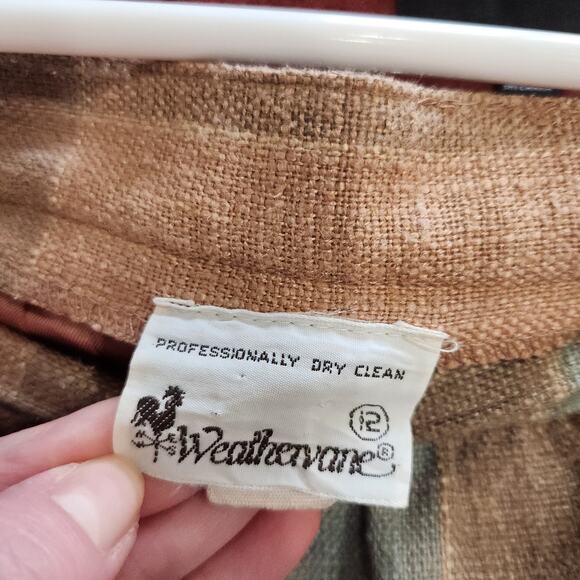 PROFESSIONALLY DRY CLEAN
12
Weathervane®